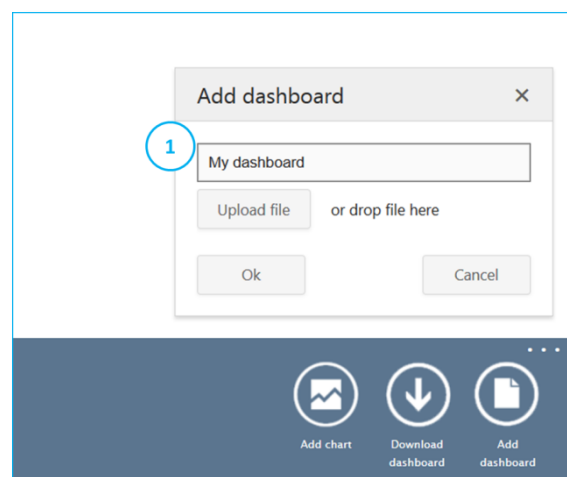 Add dashboard
1
My dashboard
Upload file or drop file here
Ok Cancel
Add chart Download dashboard Add dashboard